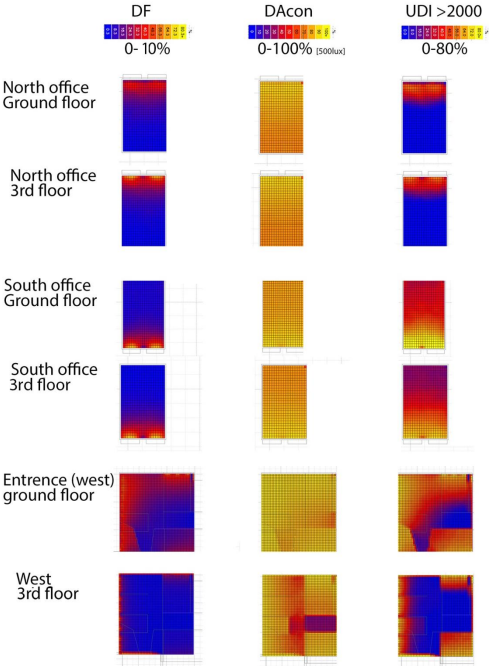 DF
DAcon
UDI >2000
0- 10%
0-100% [500lux]
0-80%
North office
Ground floor
North office
3rd floor
South office
Ground floor
South office
3rd floor
Entrence (west)
ground floor
West
3rd floor